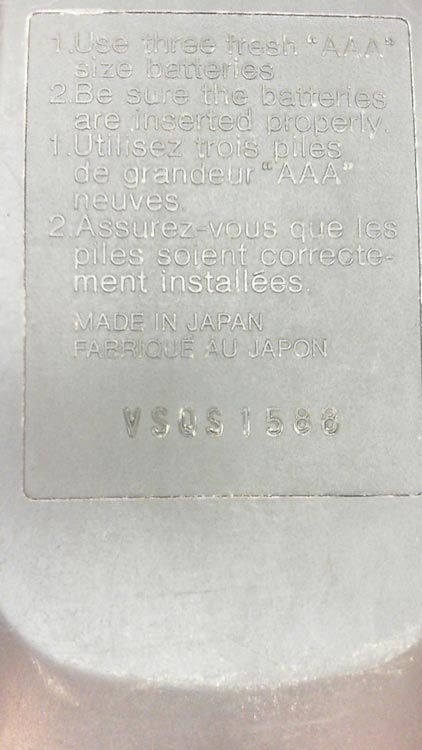 1.Use three fresh "AAA"
size batteries
2.Be sure the batteries
are inserted properly.
1.Utilisez trois piles
de grandeur "AAA"
neuves.
2.Assurez-vous que les
piles soient correcte-
ment installées.
MADE IN JAPAN
FABRIQUÉ AU JAPON
VSQS1588